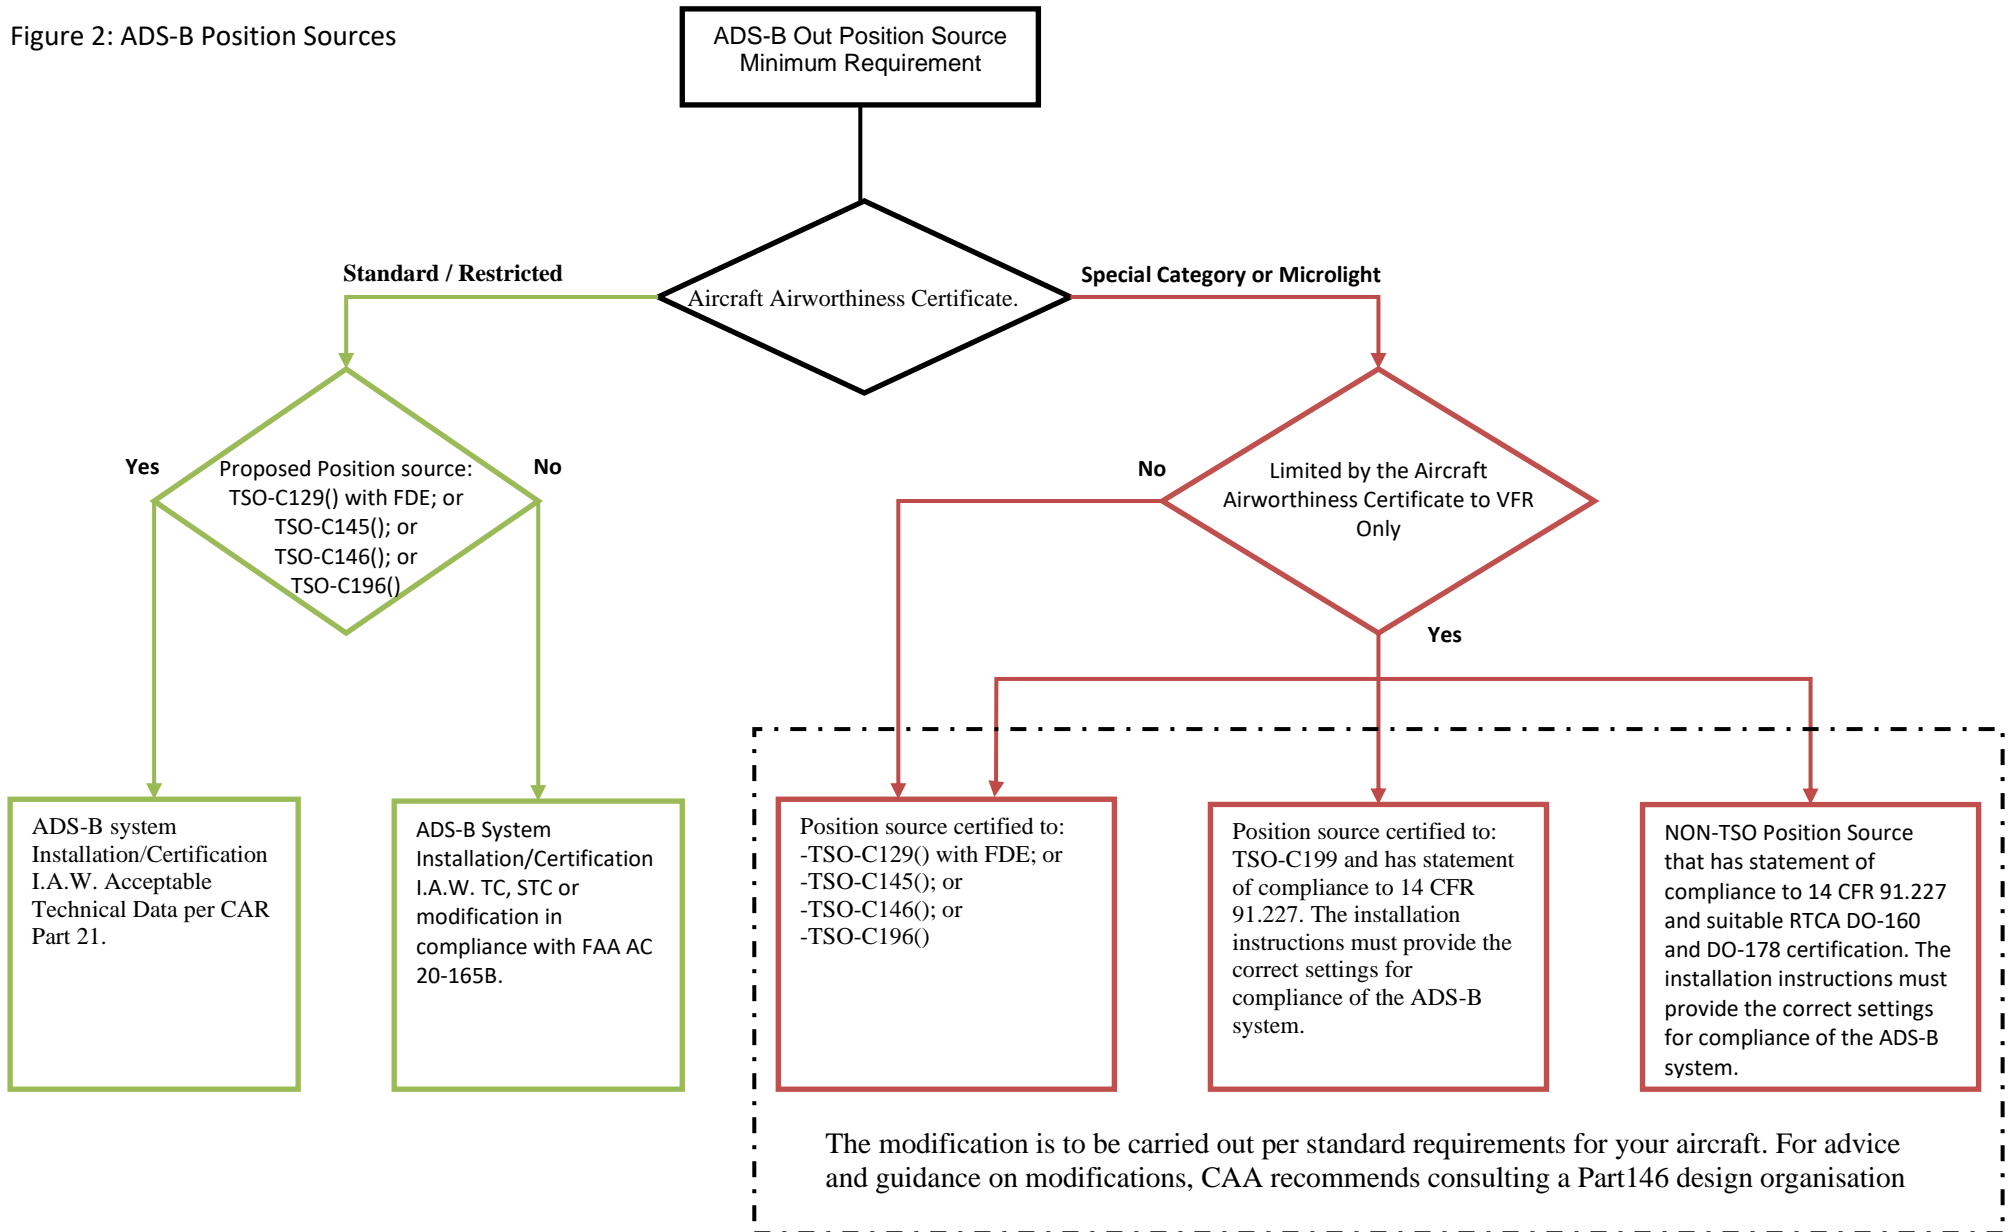 Figure 2: ADS-B Position Sources
ADS-B Out Position Source
Minimum Requirement
Standard / Restricted
Special Category or Microlight
Aircraft Airworthiness Certificate.
Yes
Proposed Position source:
TSO-C129() with FDE; or
TSO-C145(); or
TSO-C146(); or
TSO-C196()
No
No
Limited by the Aircraft
Airworthiness Certificate to VFR
Only
Yes
ADS-B system
Installation/Certification
I.A.W. Acceptable
Technical Data per CAR
Part 21.
ADS-B System
Installation/Certification
I.A.W. TC, STC or
modification in
compliance with FAA AC
20-165B.
Position source certified to:
-TSO-C129() with FDE; or
-TSO-C145(); or
-TSO-C146(); or
-TSO-C196()
Position source certified to:
TSO-C199 and has statement
of compliance to 14 CFR
91.227. The installation
instructions must provide the
correct settings for
compliance of the ADS-B
system.
NON-TSO Position Source
that has statement of
compliance to 14 CFR 91.227
and suitable RTCA DO-160
and DO-178 certification. The
installation instructions must
provide the correct settings
for compliance of the ADS-B
system.
The modification is to be carried out per standard requirements for your aircraft. For advice
and guidance on modifications, CAA recommends consulting a Part146 design organisation